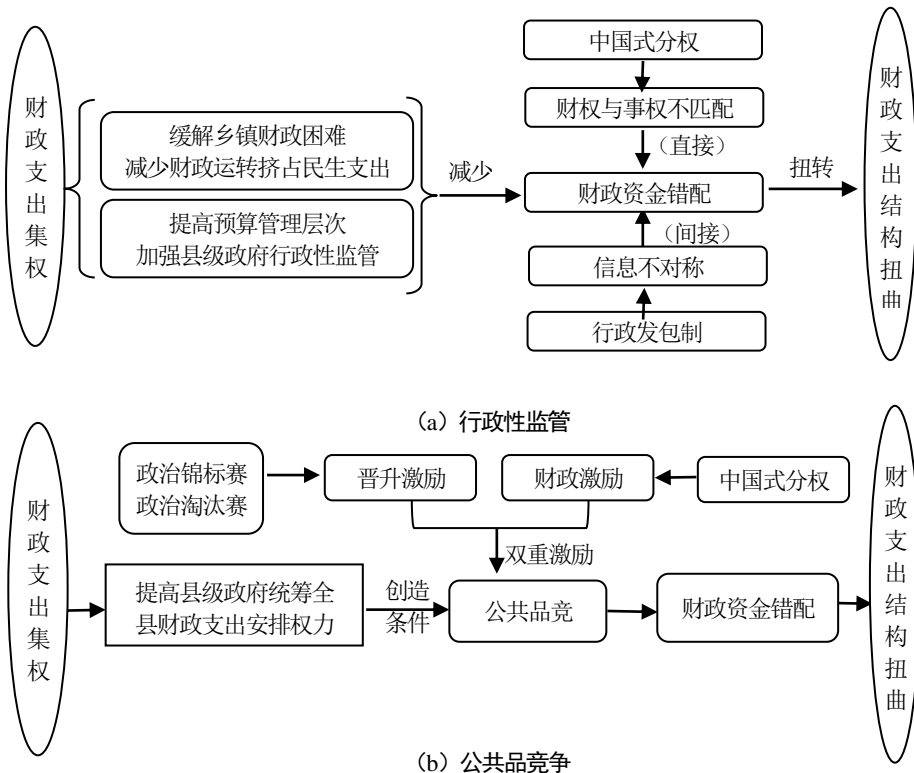 中国式分权
财权与事权不匹配
（直接）
缓解乡镇财政困难
减少财政运转挤占民生支出
减少
财政资金错配
扭转
提高预算管理层次
加强县级政府行政性监管
（间接）
信息不对称
行政发包制
财政支出集权
财政支出结构扭曲
（a）行政性监管
政治锦标赛
政治淘汰赛
晋升激励
财政激励
中国式分权
双重激励
财政支出集权
提高县级政府统筹全
县财政支出安排权力
创造
条件
公共品竞
财政资金错配
财政支出结构扭曲
（b）公共品竞争